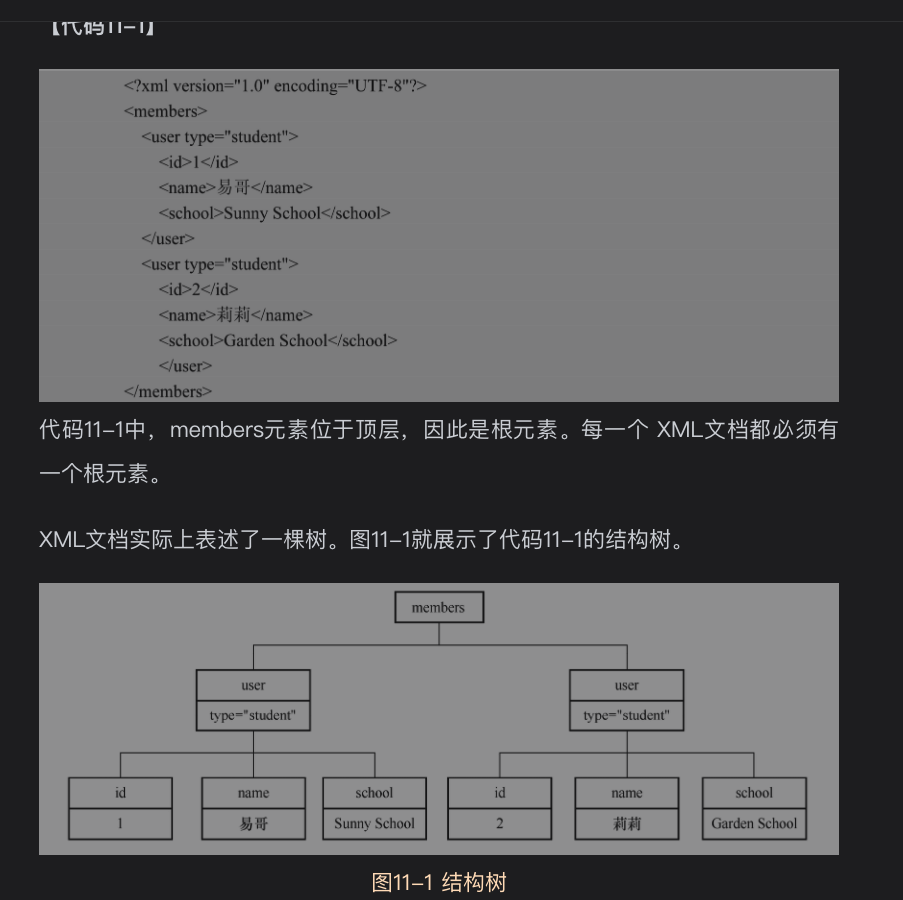 【代码11-1】
<?xml version="1.0" encoding="UTF-8"?>
<members>
<user type="student">
<id>1</id>
<name>易哥</name>
<school>Sunny School</school>
</user>
<user type="student">
<id>2</id>
<name>莉莉</name>
<school>Garden School</school>
</user>
</members>
代码11-1中，members元素位于顶层，因此是根元素。每一个 XML文档都必须有
一个根元素。
XML文档实际上表述了一棵树。图11-1就展示了代码11-1的结构树。
members
user user
type="student" type="student"
id name school id name school
1 易哥 Sunny School 2 莉莉 Garden School
图11-1 结构树